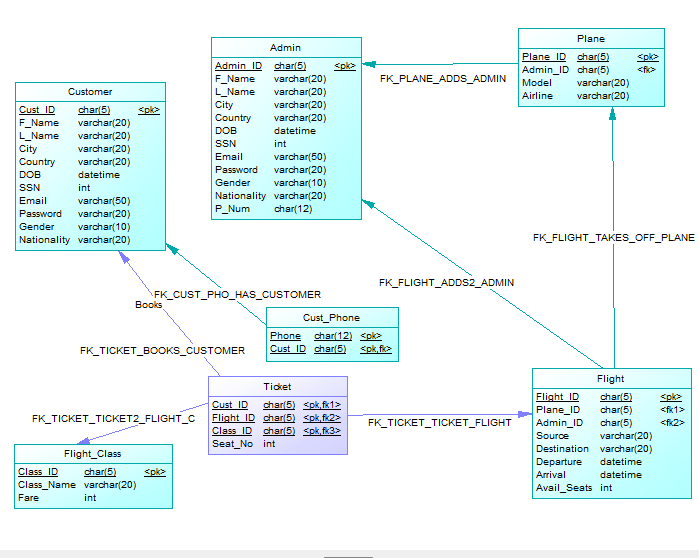 Plane
Plane_ID char(5) <pk>
Admin_ID char(5) <fk>
Model varchar(20)
Airline varchar(20)
Admin
Admin_ID char(5) <pk>
F_Name varchar(20)
L_Name varchar(20)
City varchar(20)
Country varchar(20)
DOB datetime
SSN int
Email varchar(50)
Password varchar(20)
Gender varchar(10)
Nationality varchar(20)
P_Num char(12)
FK_PLANE_ADDS_ADMIN
Customer
Cust_ID char(5) <pk>
F_Name varchar(20)
L_Name varchar(20)
City varchar(20)
Country varchar(20)
DOB datetime
SSN int
Email varchar(50)
Password varchar(20)
Gender varchar(10)
Nationality varchar(20)
FK_FLIGHT_TAKES_OFF_PLANE
FK_FLIGHT_ADDS2_ADMIN
FK_CUST_PHO_HAS_CUSTOMER
Books
Cust_Phone
Phone char(12) <pk>
Cust_ID char(5) <pk,fk>
FK_TICKET_BOOKS_CUSTOMER
Ticket
Cust_ID char(5) <pk,fk1>
Flight_ID char(5) <pk,fk2>
Class_ID char(5) <pk,fk3>
Seat_No int
Flight
Flight_ID char(5) <pk>
Plane_ID char(5) <fk1>
Admin_ID char(5) <fk2>
Source varchar(20)
Destination varchar(20)
Departure datetime
Arrival datetime
Avail_Seats int
FK_TICKET_TICKET2_FLIGHT_C
FK_TICKET_TICKET_FLIGHT
Flight_Class
Class_ID char(5) <pk>
Class_Name varchar(20)
Fare int